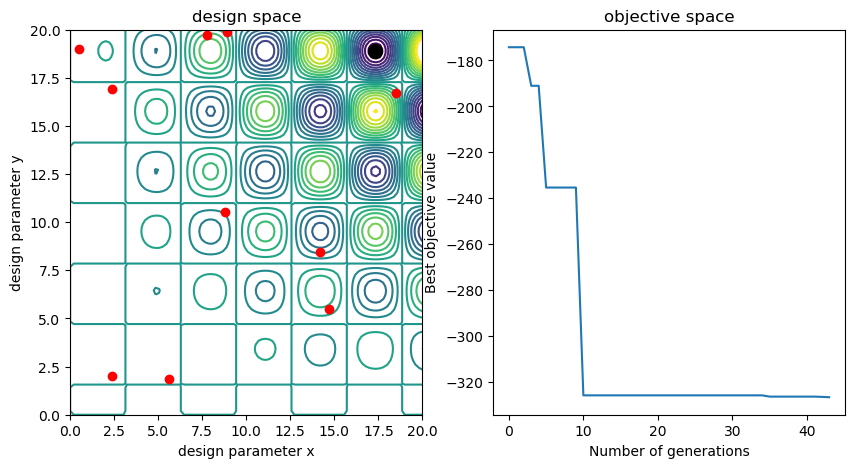 design space
20.0
17.5
15.0
12.5
10.0
7.5
5.0
2.5
0.0
design parameter y
0.0 2.5 5.0 7.5 10.0 12.5 15.0 17.5 20.0
design parameter x
objective space
−180
−200
−220
−240
−260
−280
−300
−320
Best objective value
0 10 20 30 40
Number of generations